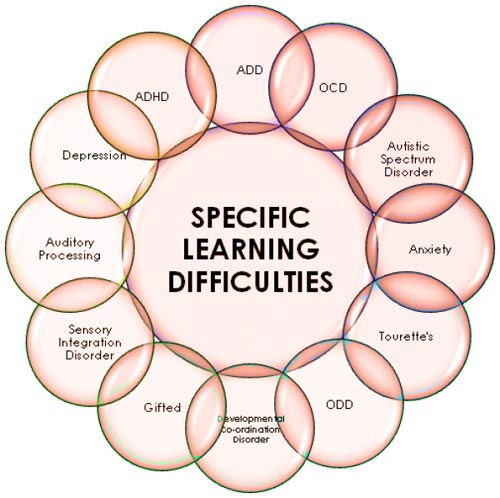 ADD
OCD
Autistic
Spectrum
Disorder
Anxiety
Tourette's
ODD
Developmental
Co-ordination
Disorder
Gifted
Sensory
Integration
Disorder
Auditory
Processing
Depression
ADHD
SPECIFIC
LEARNING
DIFFICULTIES